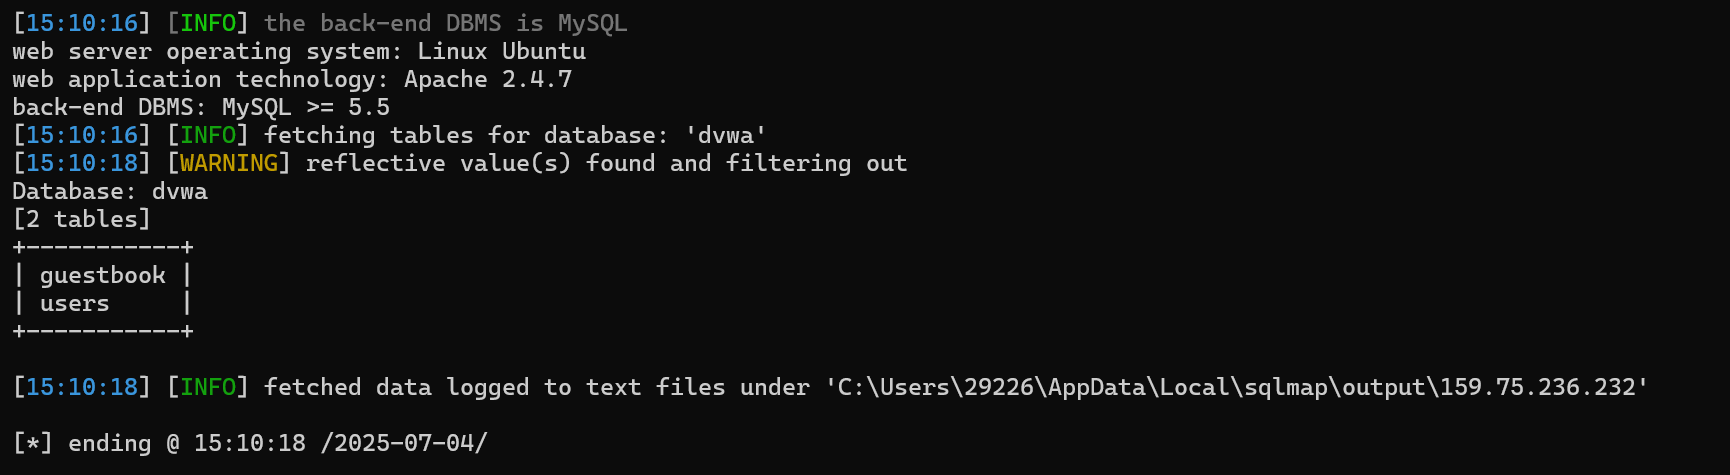 [15:10:16] [INFO] the back-end DBMS is MySQL
web server operating system: Linux Ubuntu
web application technology: Apache 2.4.7
back-end DBMS: MySQL >= 5.5
[15:10:16] [INFO] fetching tables for database: 'dvwa'
[15:10:18] [WARNING] reflective value(s) found and filtering out
Database: dvwa
[2 tables]
+-----------+
| guestbook |
| users     |
+-----------+
[15:10:18] [INFO] fetched data logged to text files under 'C:\Users\29226\AppData\Local\sqlmap\output\159.75.236.232'
[*] ending @ 15:10:18 /2025-07-04/